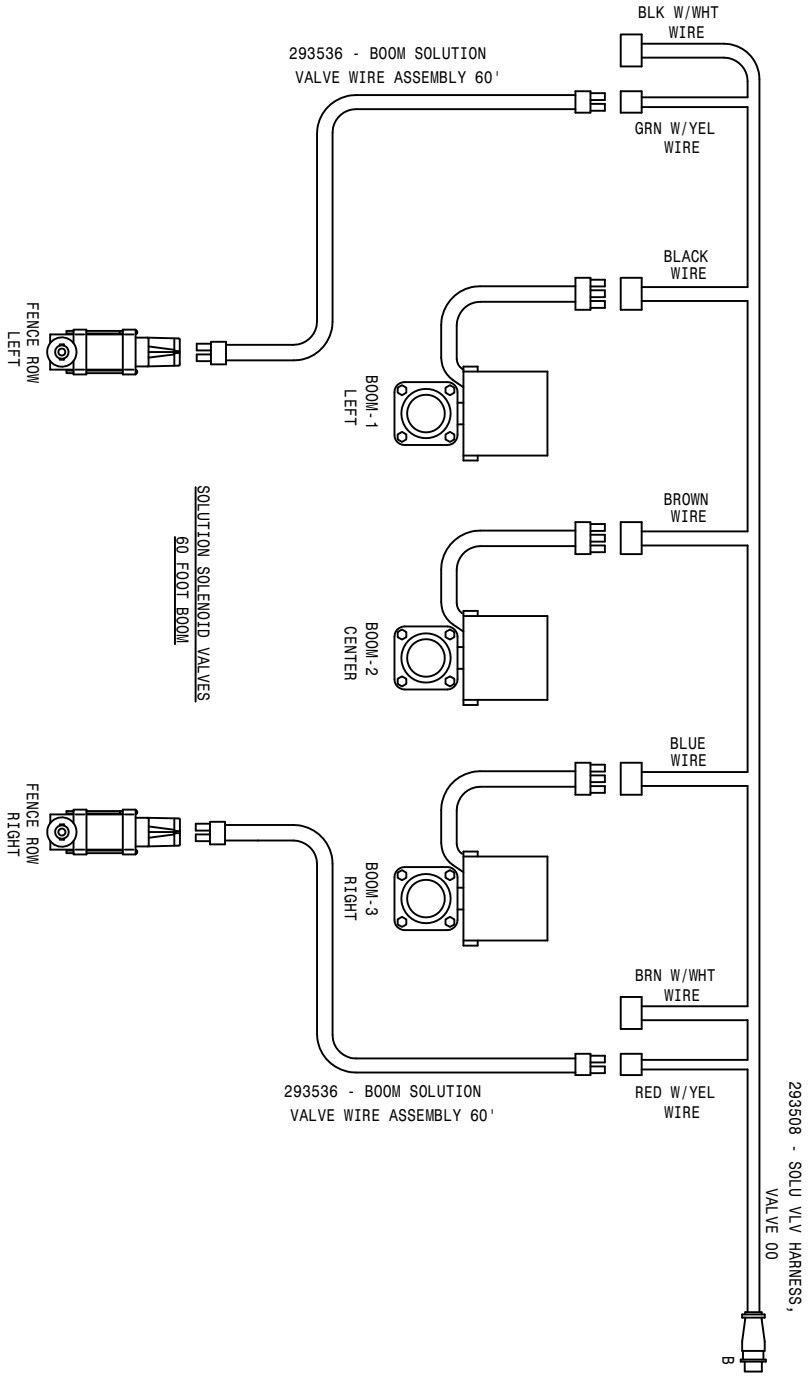 BLK W/WHT
WIRE
293536 - BOOM SOLUTION
VALVE WIRE ASSEMBLY 60'
GRN W/YEL
WIRE
BLACK
WIRE
FENCE ROW
LEFT
BOOM-1
LEFT
BROWN
WIRE
SOLUTION SOLENOID VALVES
60 FOOT BOOM
BOOM-2
CENTER
BLUE
WIRE
FENCE ROW
RIGHT
BOOM-3
RIGHT
BRN W/WHT
WIRE
293536 - BOOM SOLUTION
VALVE WIRE ASSEMBLY 60'
RED W/YEL
WIRE
293508 - SOLU VLV HARNESS,
VALVE 00
B